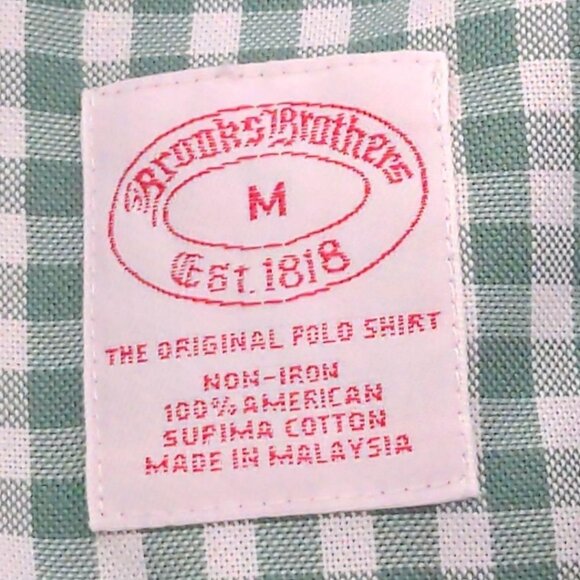 Brooks Brothers
M
Est. 1818
THE ORIGINAL POLO SHIRT
NON-IRON
100% AMERICAN
SUPIMA COTTON
MADE IN MALAYSIA